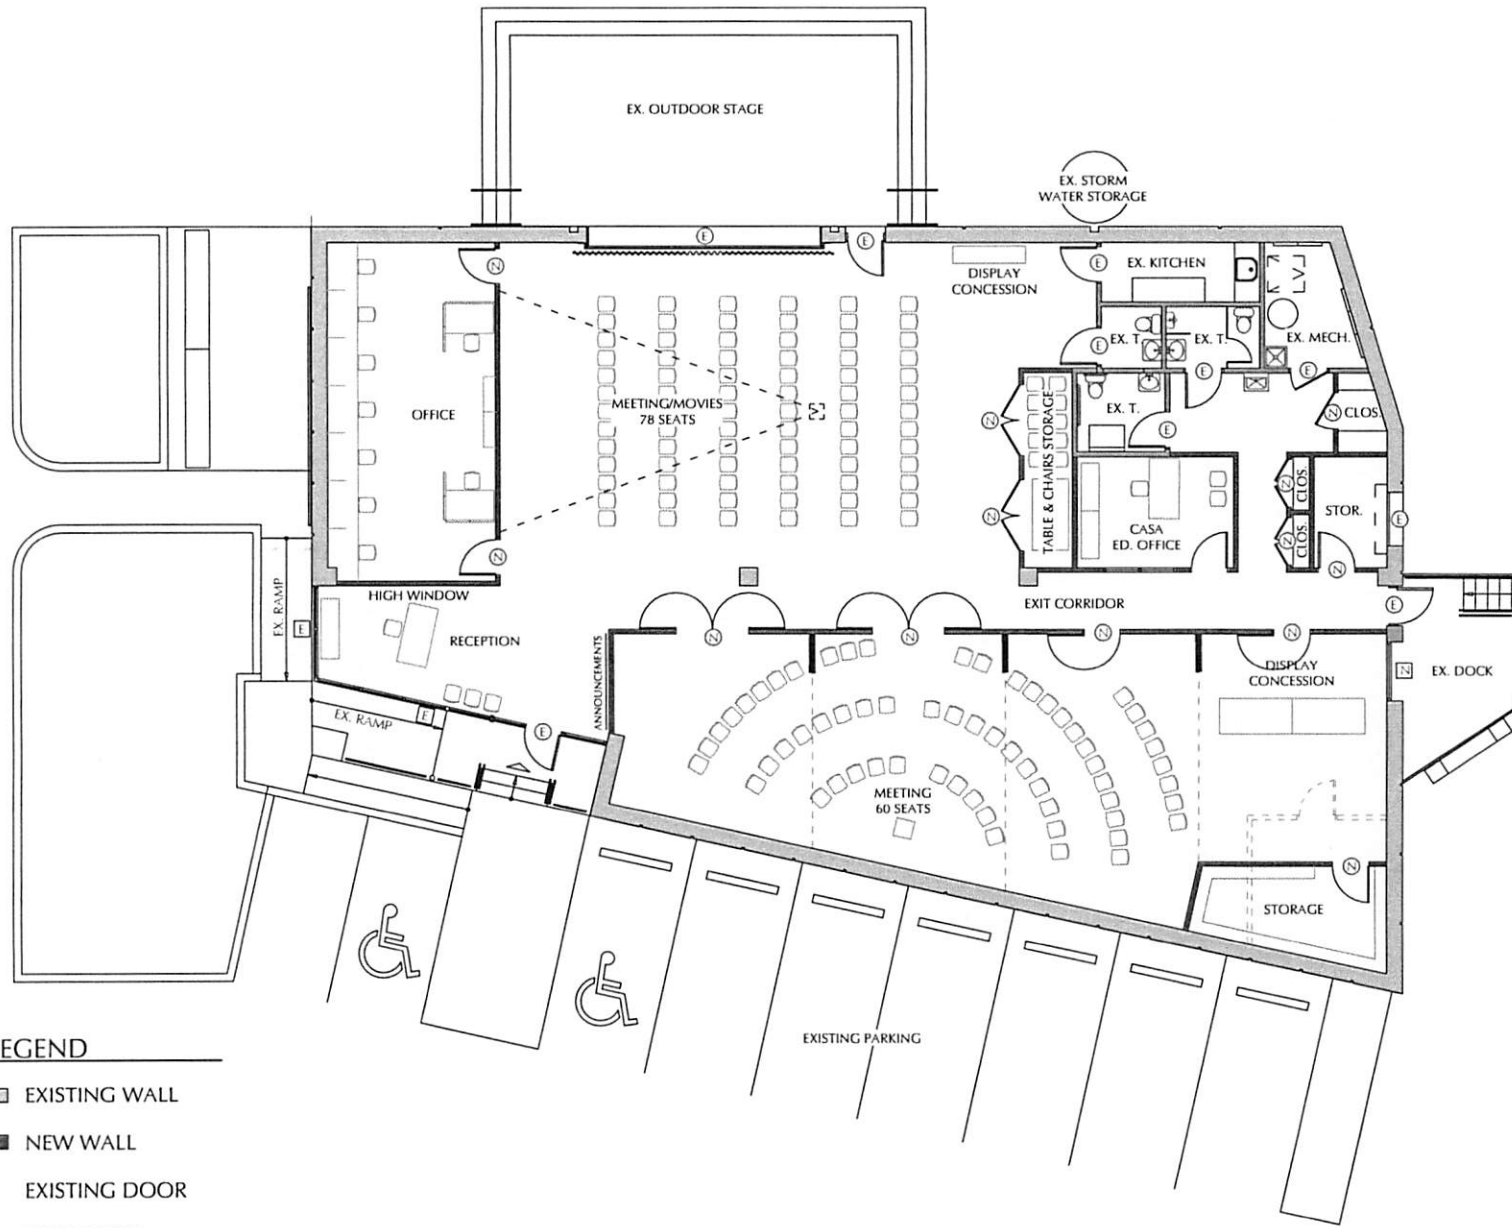 EX. OUTDOOR STAGE
EX. STORM
WATER STORAGE
E
E
N
DISPLAY
CONCESSION
E
EX. KITCHEN
EX. T.
EX. T.
EX. MECH.
E
E
E
OFFICE
MEETING/MOVIES
78 SEATS
N
TABLE & CHAIRS STORAGE
EX. T.
E
N
CLOS.
N
N
CLOS.
STOR.
E
CASA
ED. OFFICE
N
CLOS.
N
N
EX. RAMP
E
HIGH WINDOW
RECEPTION
EXIT CORRIDOR
E
ANNOUNCEMENTS
N
N
N
N
DISPLAY
CONCESSION
N
EX. DOCK
EX. RAMP
E
E
MEETING
60 SEATS
N
STORAGE
EXISTING PARKING
EGEND
EXISTING WALL
NEW WALL
EXISTING DOOR